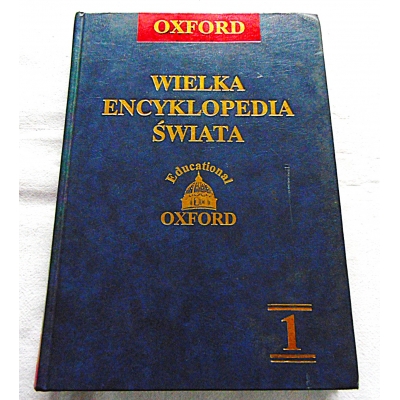 OXFORD
WIELKA
ENCYKLOPEDIA
ŚWIATA
Educational
OXFORD
1